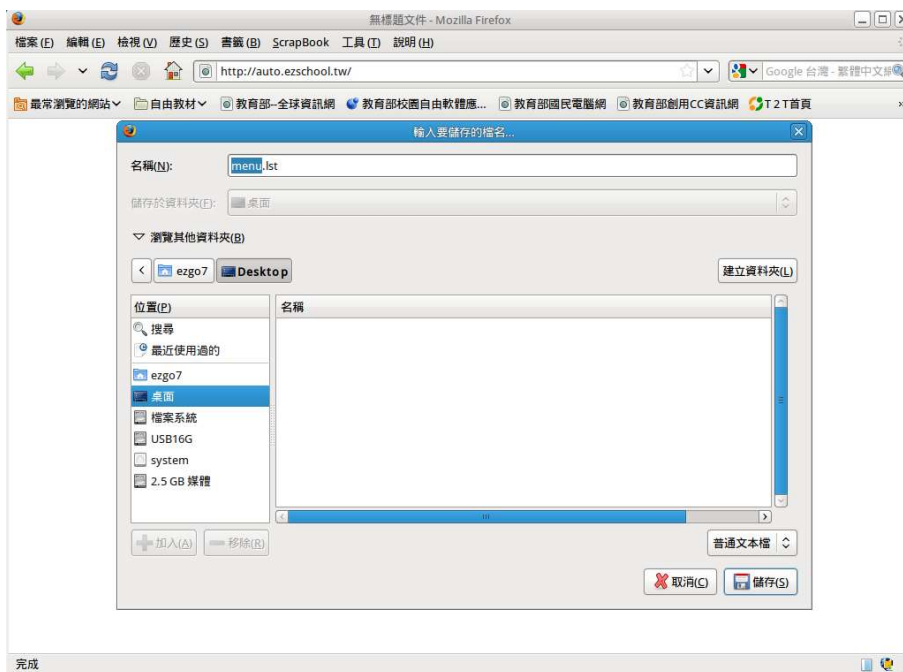 無標題文件 - Mozilla Firefox
檔案(F) 編輯(E) 檢視(V) 歷史(S) 書籤(B) ScrapBook 工具(T) 說明(H)
http://auto.ezschool.tw/ Google 台灣 - 繁體中文
最常瀏覽的網站 自由教材 教育部--全球資訊網 教育部校園自由軟體應... 教育部國民電腦網 教育部創用CC資訊網 T2T首頁 »
輸入要儲存的檔名...
名稱(N): menu.lst
儲存於資料夾(F): 桌面
瀏覽其他資料夾(B)
ezgo7 Desktop 建立資料夾(L)
位置(P) 名稱
搜尋
最近使用過的
ezgo7
桌面
檔案系統
USB16G
system
2.5 GB 媒體
加入(A) 移除(R) 普通文本檔
取消(C) 儲存(S)
完成